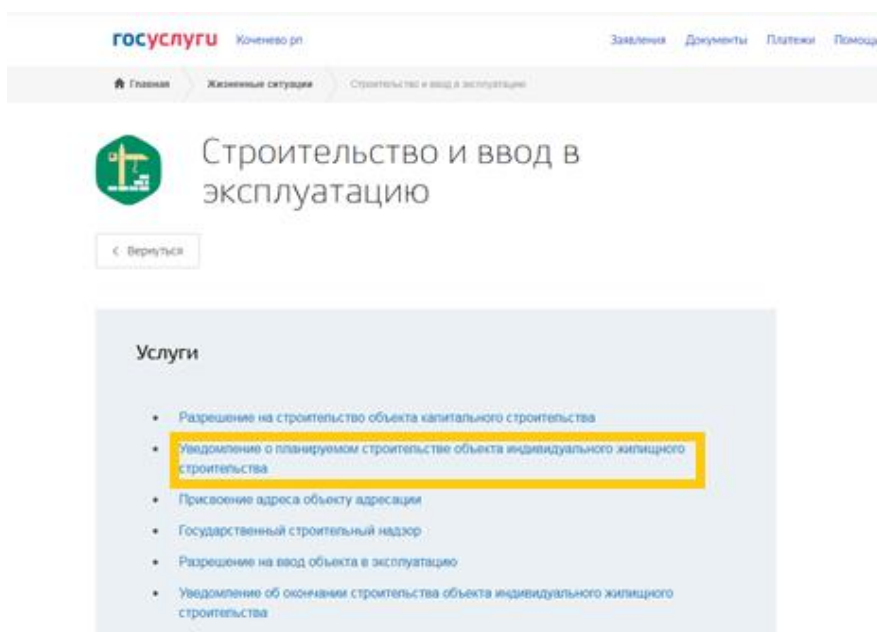 госуслуги Коченево рп Заявления Документы Платежи Помощь
Главная Жизненные ситуации Строительство и ввод в эксплуатацию
Строительство и ввод в
эксплуатацию
< Вернуться
Услуги
• Разрешение на строительство объекта капитального строительства
• Уведомление о планируемом строительстве объекта индивидуального жилищного
строительства
• Присвоение адреса объекту адресации
• Государственный строительный надзор
• Разрешение на ввод объекта в эксплуатацию
• Уведомление об окончании строительства объекта индивидуального жилищного
строительства